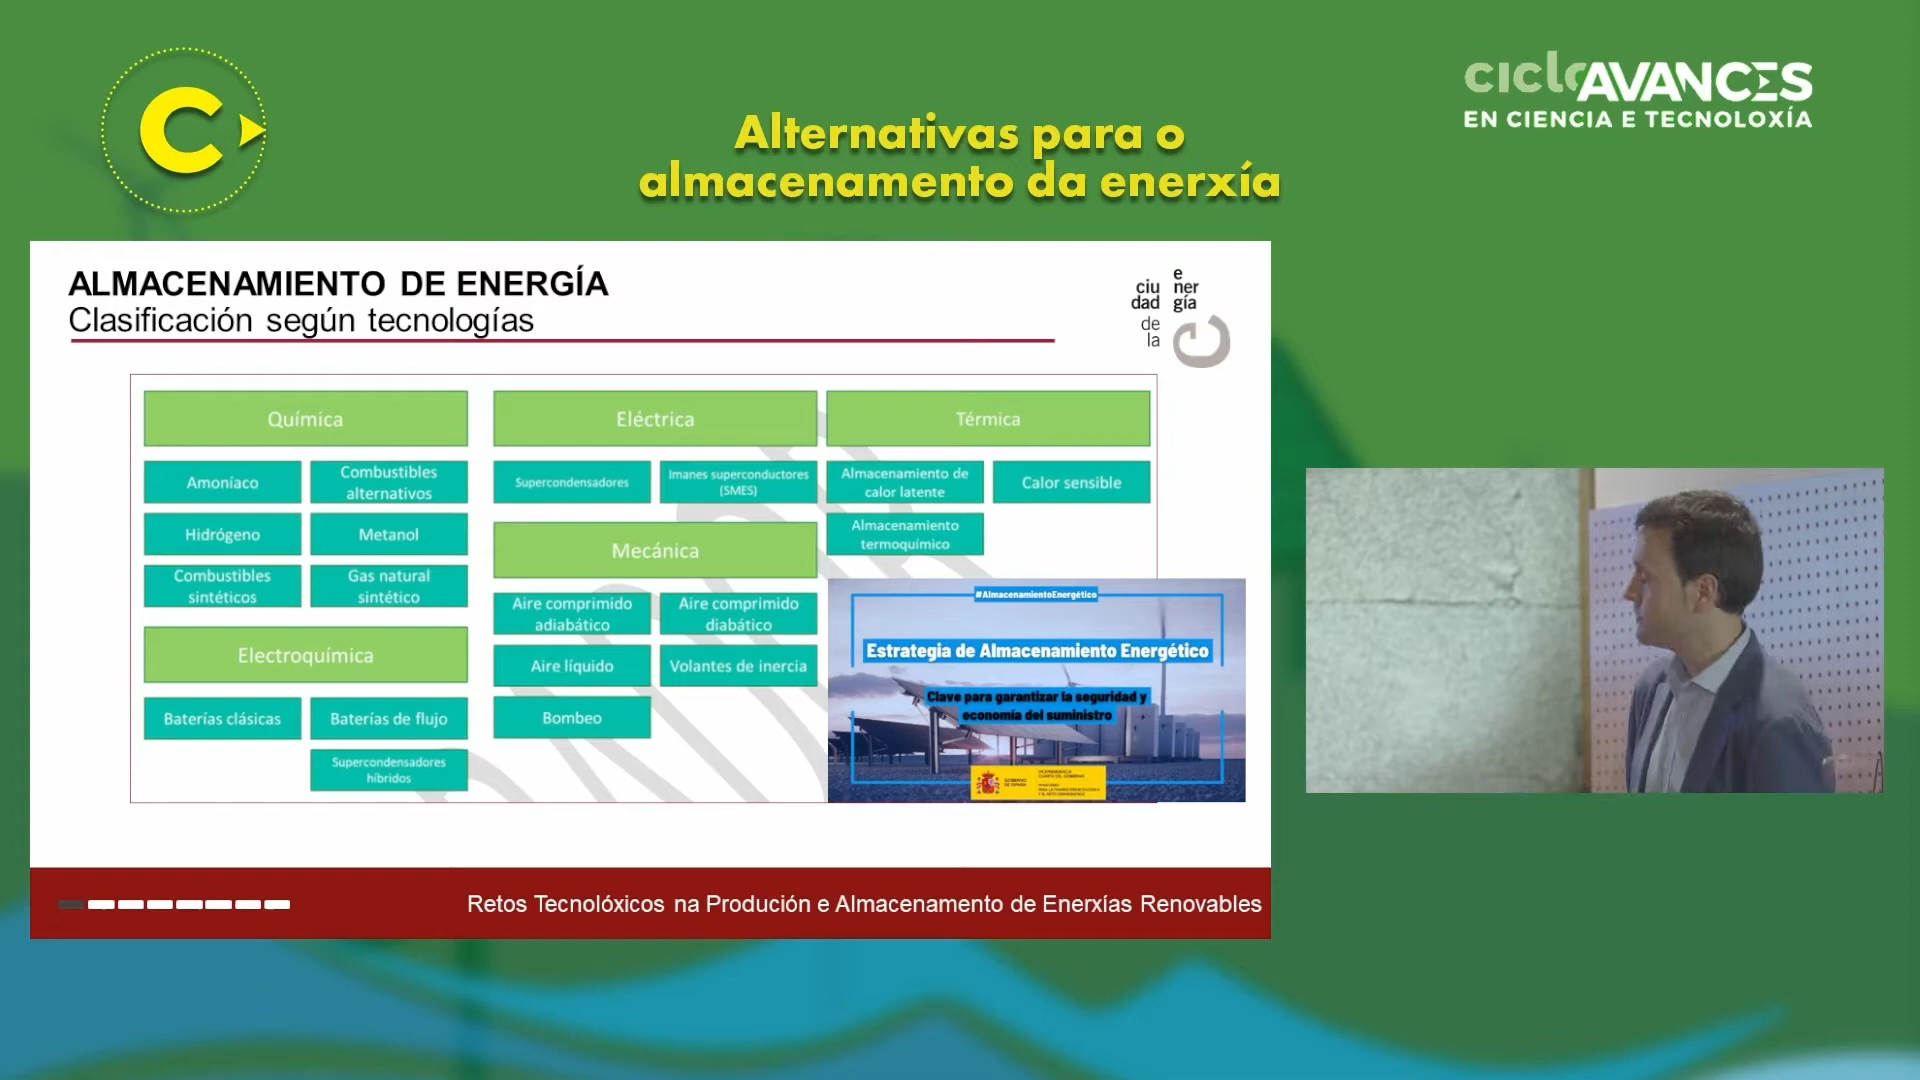 C
cicloAVANCES
EN CIENCIA E TECNOLOXÍA
Alternativas para o
almacenamento da enerxía
ALMACENAMIENTO DE ENERGÍA
Clasificación según tecnologías
e
ciu ner
dad gía
de
la
c
Química
Amoníaco
Combustibles
alternativos
Hidrógeno
Metanol
Combustibles
sintéticos
Gas natural
sintético
Electroquímica
Baterías clásicas
Baterías de flujo
Supercondensadores
híbridos
Eléctrica
Supercondensadores
Imanes superconductores
(SMES)
Mecánica
Aire comprimido
adiabático
Aire comprimido
diabático
Aire líquido
Volantes de inercia
Bombeo
Térmica
Almacenamiento de
calor latente
Calor sensible
Almacenamiento
termoquímico
#AlmacenamientoEnergético
Estrategia de Almacenamiento Energético
Clave para garantizar la seguridad y
economía del suministro
GOBIERNO
DE ESPAÑA
Retos Tecnolóxicos na Produción e Almacenamento de Enerxías Renovables